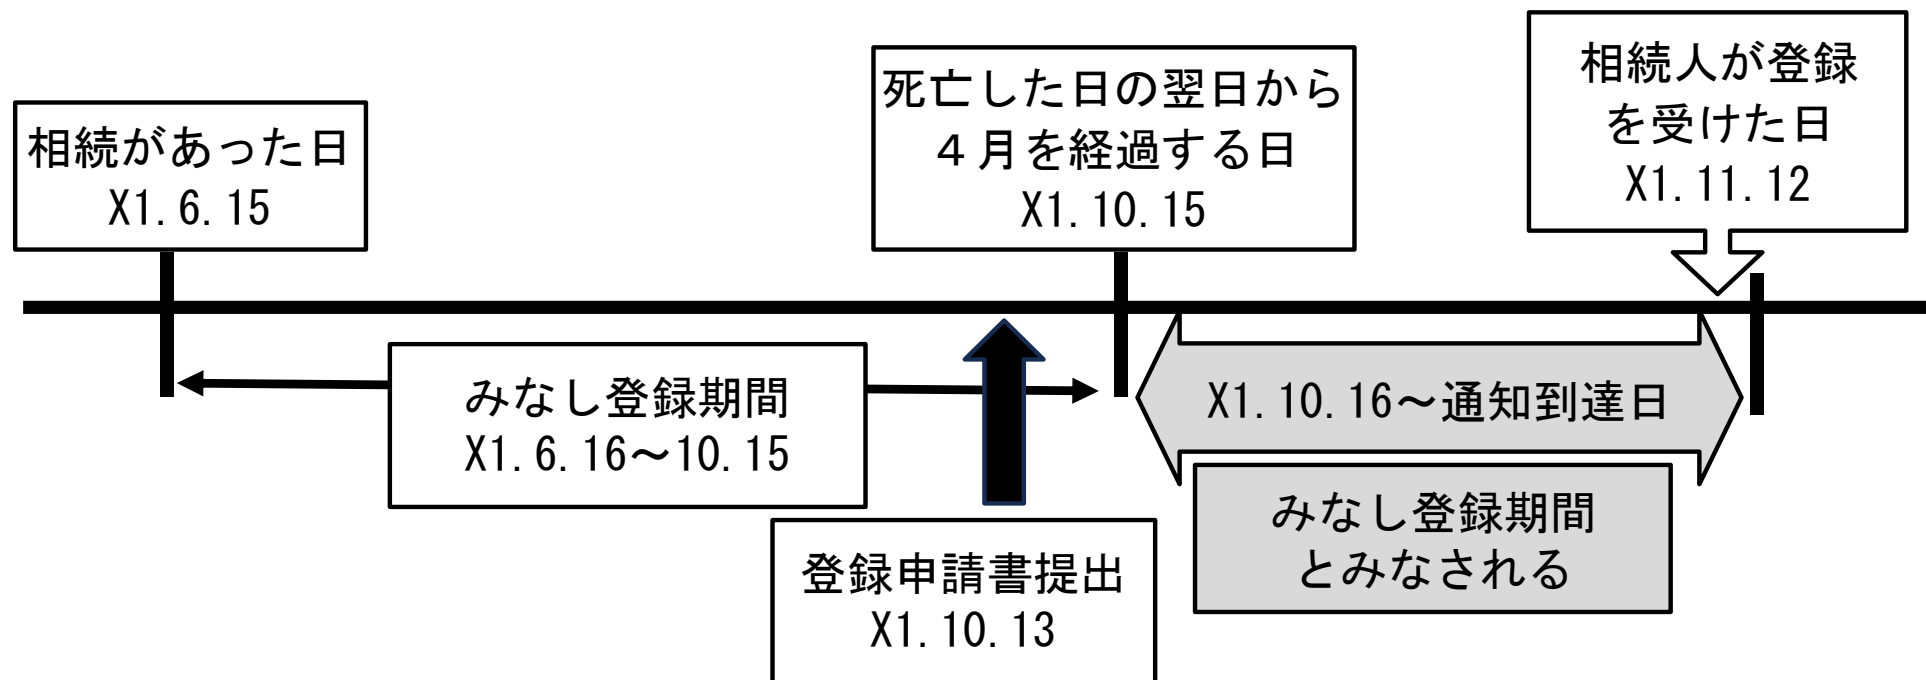 相続があった日
X1.6.15
死亡した日の翌日から
４月を経過する日
X1.10.15
相続人が登録
を受けた日
X1.11.12
みなし登録期間
X1.6.16～10.15
X1.10.16～通知到達日
みなし登録期間
とみなされる
登録申請書提出
X1.10.13